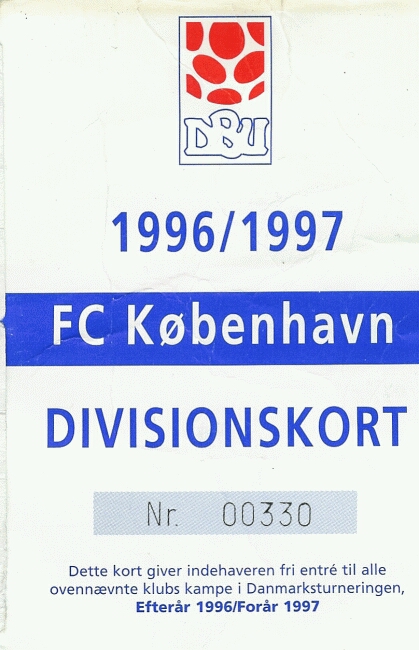 DBU
1996/1997
FC København
DIVISIONSKORT
Nr. 00330
Dette kort giver indehaveren fri entré til alle
ovennævnte klubs kampe i Danmarksturneringen,
Efterår 1996/Forår 1997